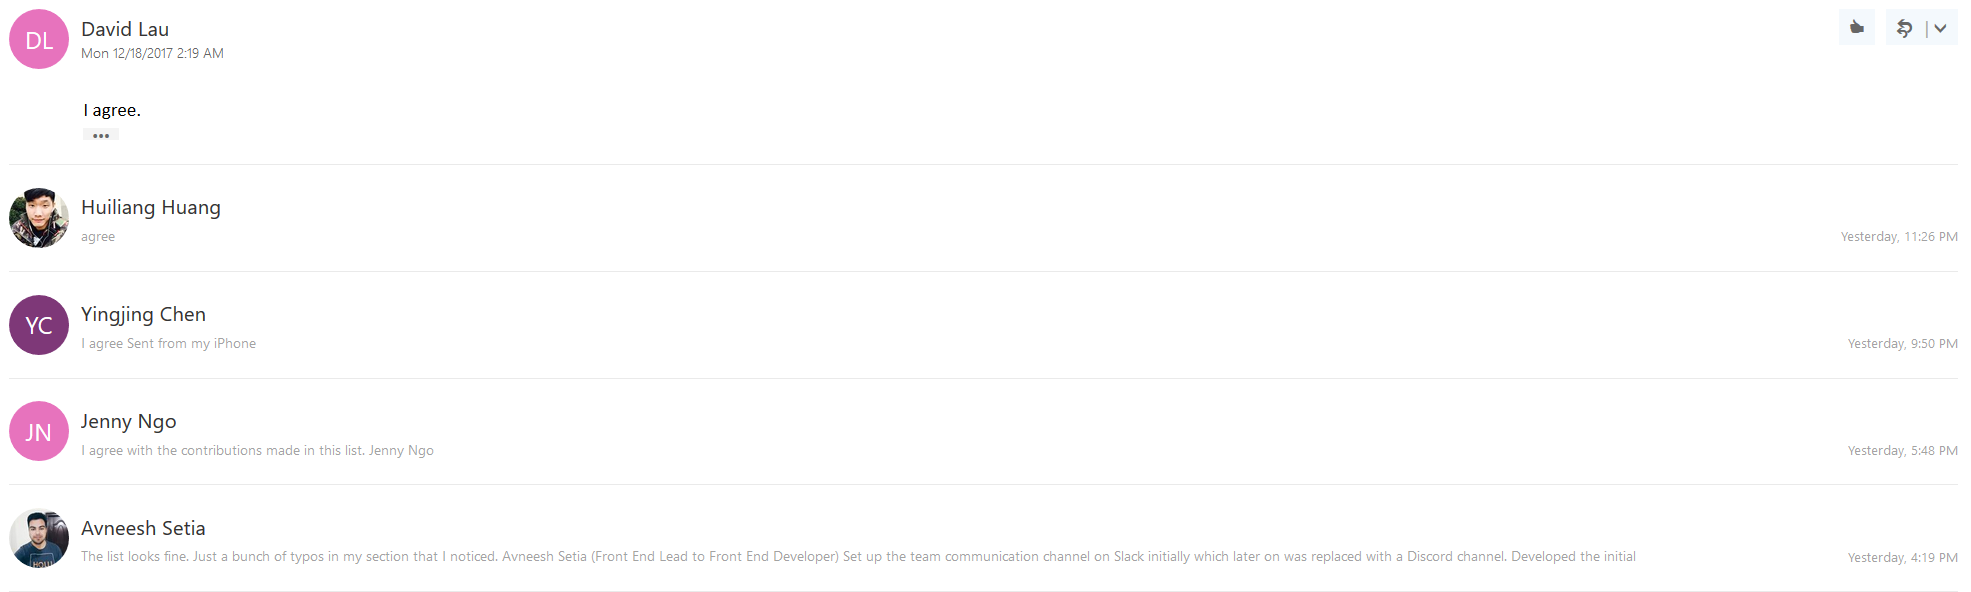 DL
David Lau
Mon 12/18/2017 2:19 AM
I agree.
Huiliang Huang
agree
Yesterday, 11:26 PM
YC
Yingjing Chen
I agree Sent from my iPhone
Yesterday, 9:50 PM
JN
Jenny Ngo
I agree with the contributions made in this list. Jenny Ngo
Yesterday, 5:48 PM
Avneesh Setia
The list looks fine. Just a bunch of typos in my section that I noticed. Avneesh Setia (Front End Lead to Front End Developer) Set up the team communication channel on Slack initially which later on was replaced with a Discord channel. Developed the initial
Yesterday, 4:19 PM